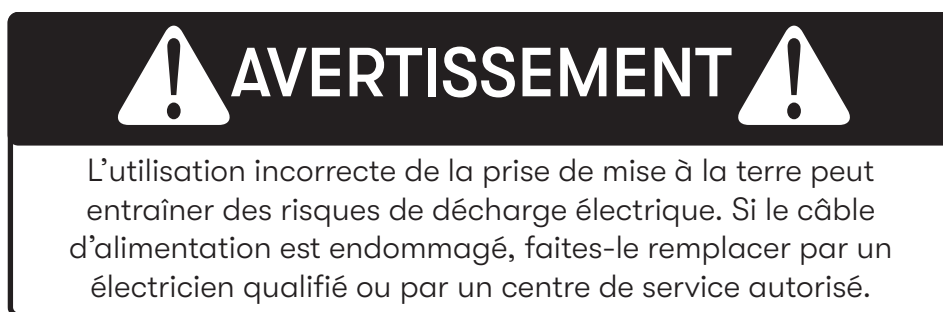 AVERTISSEMENT
L'utilisation incorrecte de la prise de mise à la terre peut
entraîner des risques de décharge électrique. Si le câble
d'alimentation est endommagé, faites-le remplacer par un
électricien qualifié ou par un centre de service autorisé.